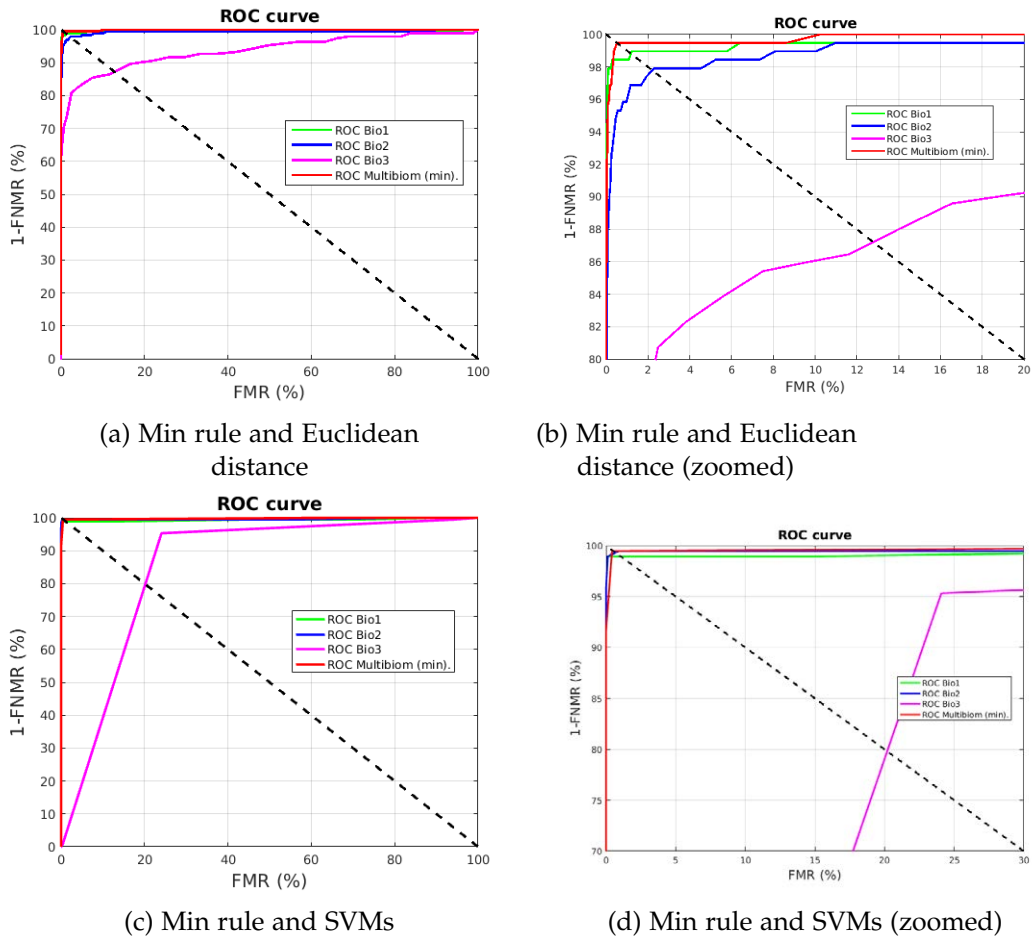 ROC curve
100
90
80
70
60
50
40
30
20
10
0
1-FNMR (%)
ROC Bio1
ROC Bio2
ROC Bio3
ROC Multibiom (min).
0 20 40 60 80 100
FMR (%)
(a) Min rule and Euclidean
distance
ROC curve
100
98
96
94
92
90
88
86
84
82
80
1-FNMR (%)
ROC Bio1
ROC Bio2
ROC Bio3
ROC Multibiom (min).
0 2 4 6 8 10 12 14 16 18 20
FMR (%)
(b) Min rule and Euclidean
distance (zoomed)
ROC curve
100
90
80
70
60
50
40
30
20
10
0
1-FNMR (%)
ROC Bio1
ROC Bio2
ROC Bio3
ROC Multibiom (min).
0 20 40 60 80 100
FMR (%)
(c) Min rule and SVMs
ROC curve
100
95
90
85
80
75
70
1-FNMR (%)
ROC Bio1
ROC Bio2
ROC Bio3
ROC Multibiom (min).
0 5 10 15 20 25 30
FMR (%)
(d) Min rule and SVMs (zoomed)